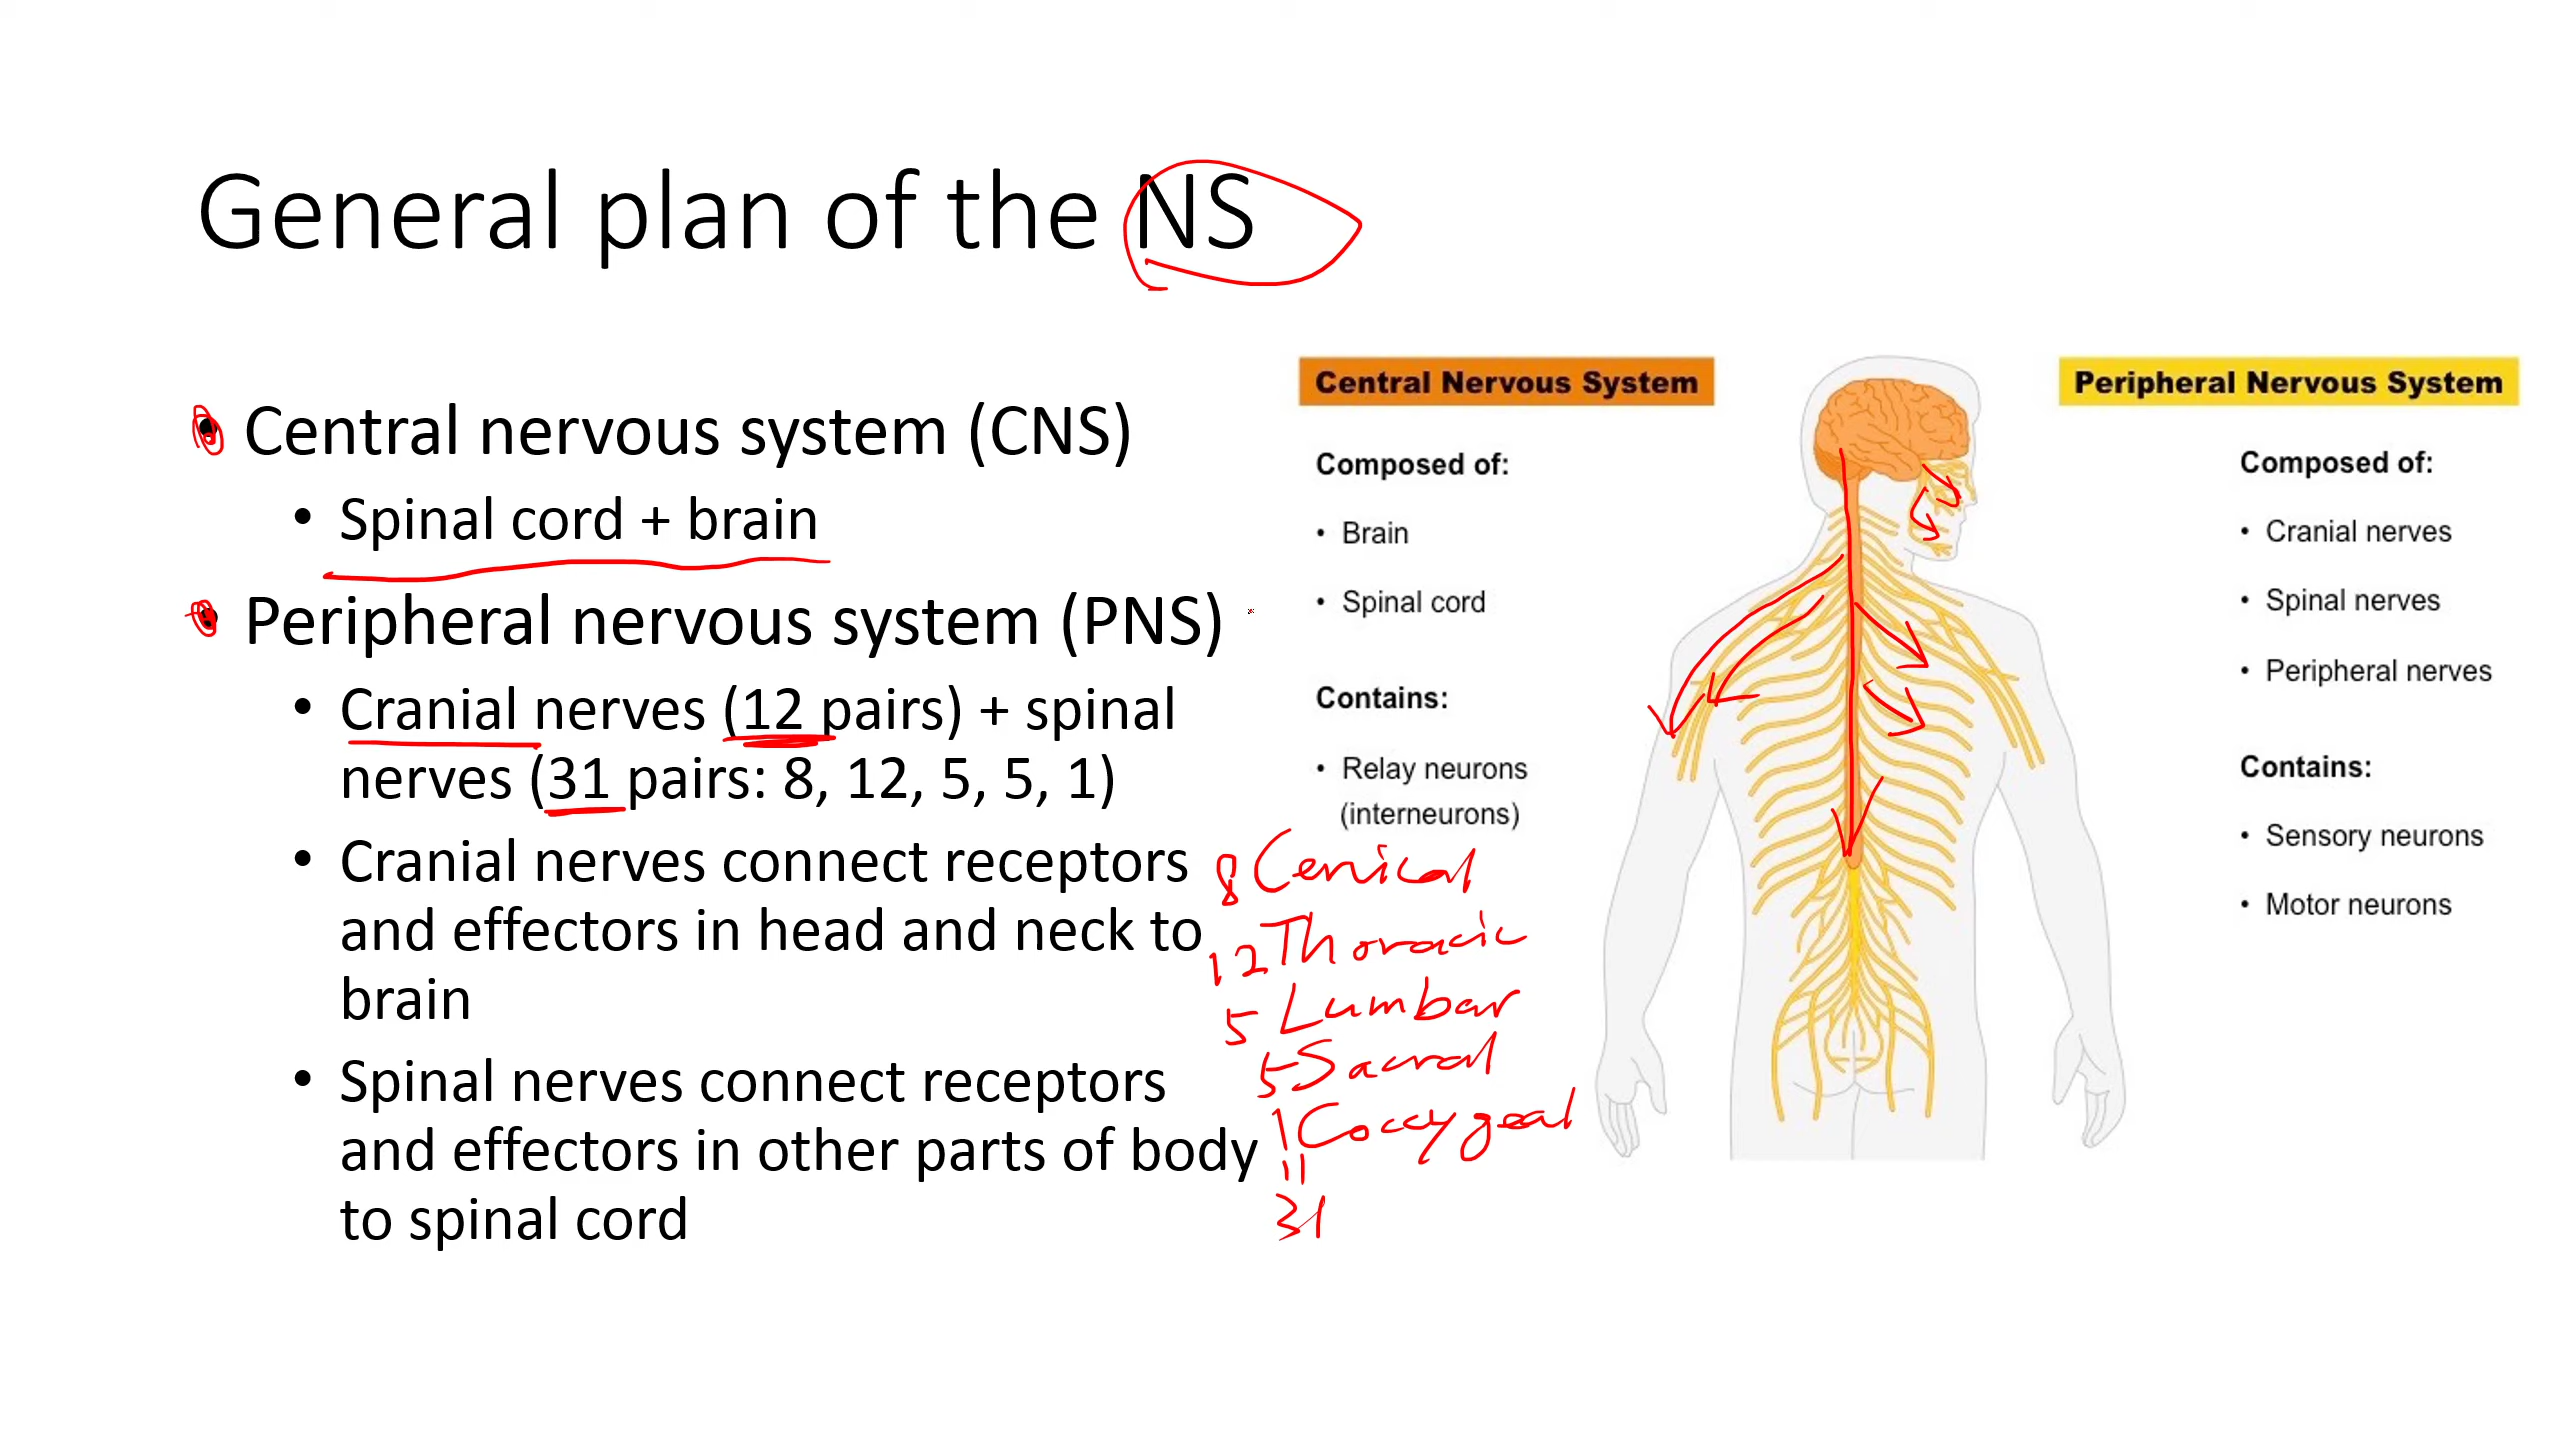 General plan of the NS
• Central nervous system (CNS)
• Spinal cord + brain
• Peripheral nervous system (PNS)
• Cranial nerves (12 pairs) + spinal
nerves (31 pairs: 8, 12, 5, 5, 1)
• Cranial nerves connect receptors
and effectors in head and neck to
brain
• Spinal nerves connect receptors
and effectors in other parts of body
to spinal cord
Central Nervous System
Composed of:
• Brain
• Spinal cord
Contains:
• Relay neurons
(interneurons)
8 Cervical
12 Thoracic
5 Lumbar
5 Sacral
1 Coccygeal
11
31
Peripheral Nervous System
Composed of:
• Cranial nerves
• Spinal nerves
• Peripheral nerves
Contains:
• Sensory neurons
• Motor neurons